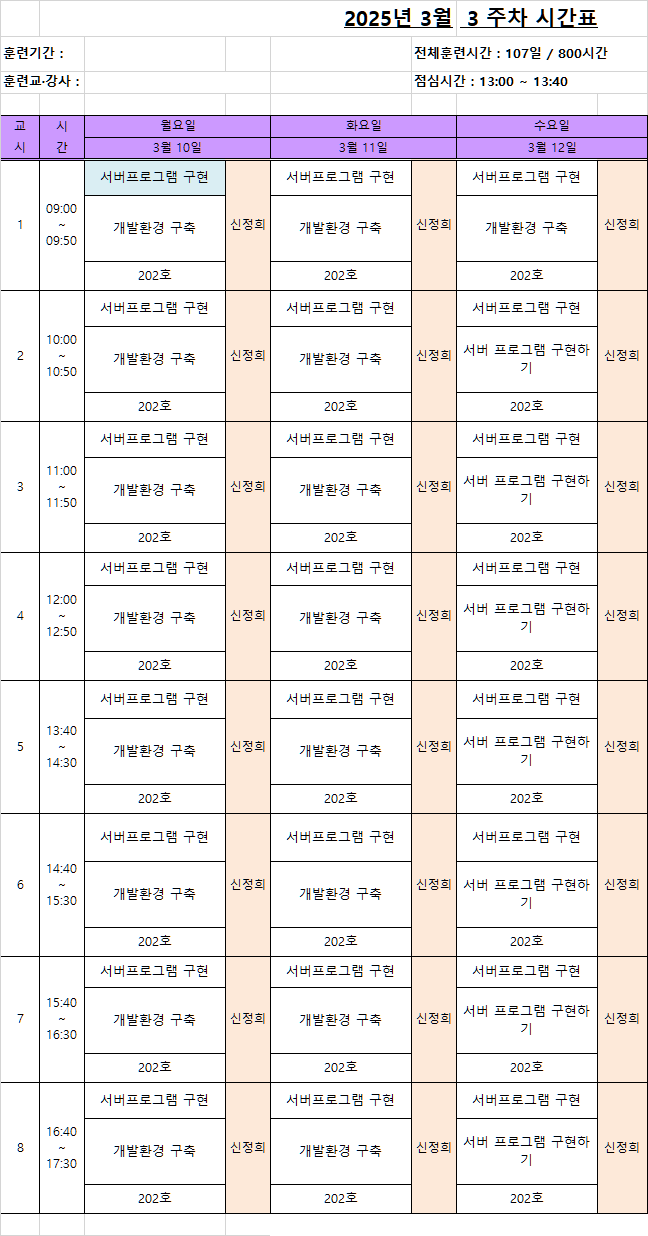 2025년 3월 3 주차 시간표
훈련기간 : 전체훈련시간 : 107일 / 800시간
훈련교·강사 : 점심시간 : 13:00 ~ 13:40
교시 시간 월요일 화요일 수요일
3월 10일 3월 11일 3월 12일
서버프로그램 구현 서버프로그램 구현 서버프로그램 구현
1 09:00 ~ 09:50 개발환경 구축 신정희 개발환경 구축 신정희 개발환경 구축 신정희
202호 202호 202호
서버프로그램 구현 서버프로그램 구현 서버프로그램 구현
2 10:00 ~ 10:50 개발환경 구축 신정희 개발환경 구축 신정희 서버 프로그램 구현하기 신정희
202호 202호 202호
서버프로그램 구현 서버프로그램 구현 서버프로그램 구현
3 11:00 ~ 11:50 개발환경 구축 신정희 개발환경 구축 신정희 서버 프로그램 구현하기 신정희
202호 202호 202호
서버프로그램 구현 서버프로그램 구현 서버프로그램 구현
4 12:00 ~ 12:50 개발환경 구축 신정희 개발환경 구축 신정희 서버 프로그램 구현하기 신정희
202호 202호 202호
서버프로그램 구현 서버프로그램 구현 서버프로그램 구현
5 13:40 ~ 14:30 개발환경 구축 신정희 개발환경 구축 신정희 서버 프로그램 구현하기 신정희
202호 202호 202호
서버프로그램 구현 서버프로그램 구현 서버프로그램 구현
6 14:40 ~ 15:30 개발환경 구축 신정희 개발환경 구축 신정희 서버 프로그램 구현하기 신정희
202호 202호 202호
서버프로그램 구현 서버프로그램 구현 서버프로그램 구현
7 15:40 ~ 16:30 개발환경 구축 신정희 개발환경 구축 신정희 서버 프로그램 구현하기 신정희
202호 202호 202호
서버프로그램 구현 서버프로그램 구현 서버프로그램 구현
8 16:40 ~ 17:30 개발환경 구축 신정희 개발환경 구축 신정희 서버 프로그램 구현하기 신정희
202호 202호 202호